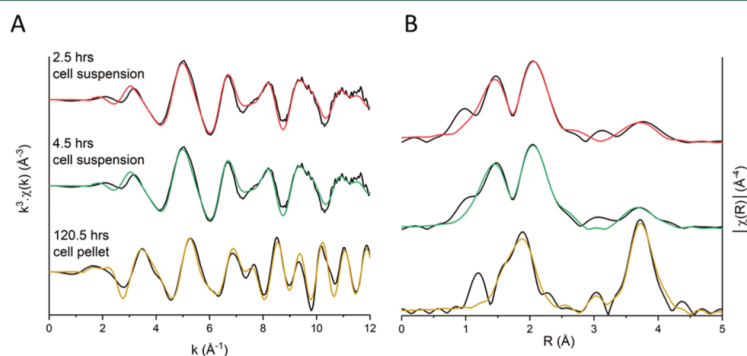 A
B
2.5 hrs
cell suspension
4.5 hrs
cell suspension
120.5 hrs
cell pellet
k³.χ(k) (Å⁻³)
0 2 4 6 8 10 12
k (Å⁻¹)
0 1 2 3 4 5
R (Å)
|χ(R)| (Å⁻⁴)